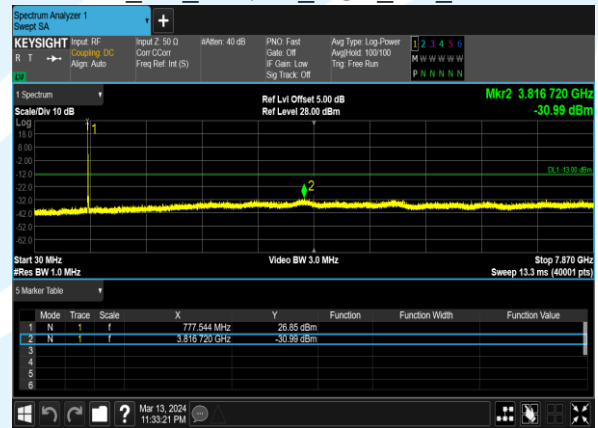 Spectrum Analyzer 1
Swept SA
KEYSIGHT Input: RF Input Z: 50 Ω #Atten: 40 dB PNO: Fast Avg Type: Log-Power 1 2 3 4 5 6
R T Coupling: DC Corr CCorr Gate: Off Avg|Hold: 100/100 M W W W W W
Align: Auto Freq Ref: Int (S) IF Gain: Low Trig: Free Run P N N N N N
LV Sig Track: Off
1 Spectrum Ref Lvl Offset 5.00 dB Mkr2 3.816 720 GHz
Scale/Div 10 dB Ref Level 28.00 dBm -30.99 dBm
Log
1
18.0
8.00
-2.00
DL1 -13.00 dBm
-12.0
2
-22.0
-32.0
-42.0
-52.0
-62.0
Start 30 MHz Video BW 3.0 MHz Stop 7.870 GHz
#Res BW 1.0 MHz Sweep 13.3 ms (40001 pts)
5 Marker Table
Mode Trace Scale X Y Function Function Width Function Value
1 N 1 f 777.544 MHz 26.85 dBm
2 N 1 f 3.816 720 GHz -30.99 dBm
3
4
5
6
? Mar 13, 2024
11:33:21 PM